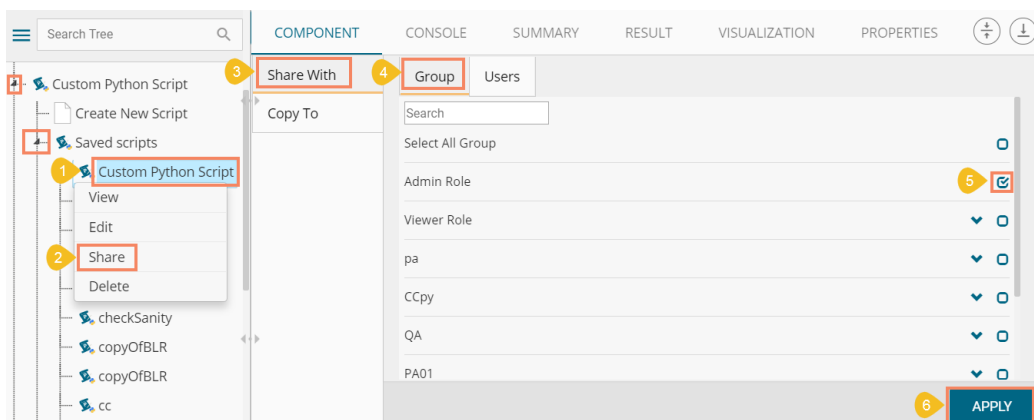 Search Tree
COMPONENT
CONSOLE
SUMMARY
RESULT
VISUALIZATION
PROPERTIES
Custom Python Script
Create New Script
Saved scripts
1
Custom Python Script
View
Edit
2
Share
Delete
checkSanity
copyOfBLR
copyOfBLR
cc
3
Share With
Copy To
4
Group
Users
Search
Select All Group
Admin Role
5
Viewer Role
pa
CCpy
QA
PA01
6
APPLY